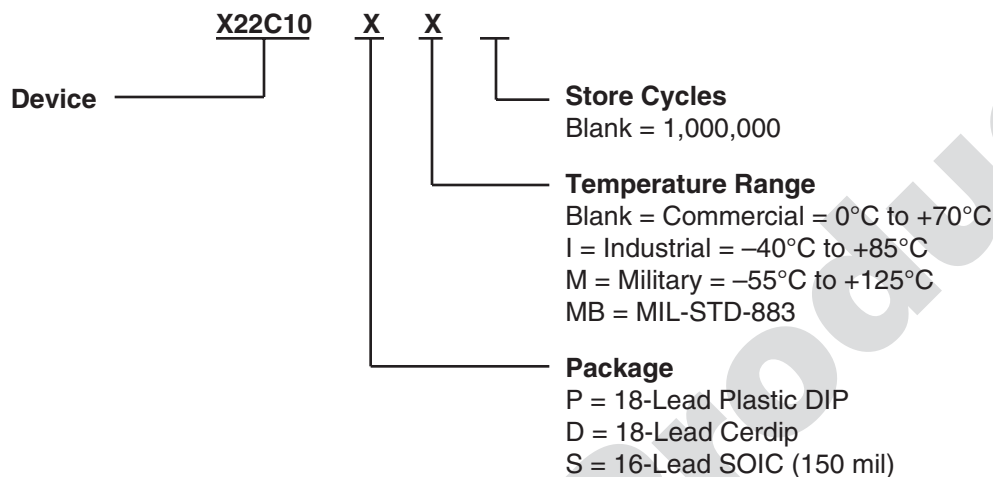 X22C10 X X
Device
Store Cycles
Blank = 1,000,000
Temperature Range
Blank = Commercial = 0°C to +70°C
I = Industrial = –40°C to +85°C
M = Military = –55°C to +125°C
MB = MIL-STD-883
Package
P = 18-Lead Plastic DIP
D = 18-Lead Cerdip
S = 16-Lead SOIC (150 mil)
rodu